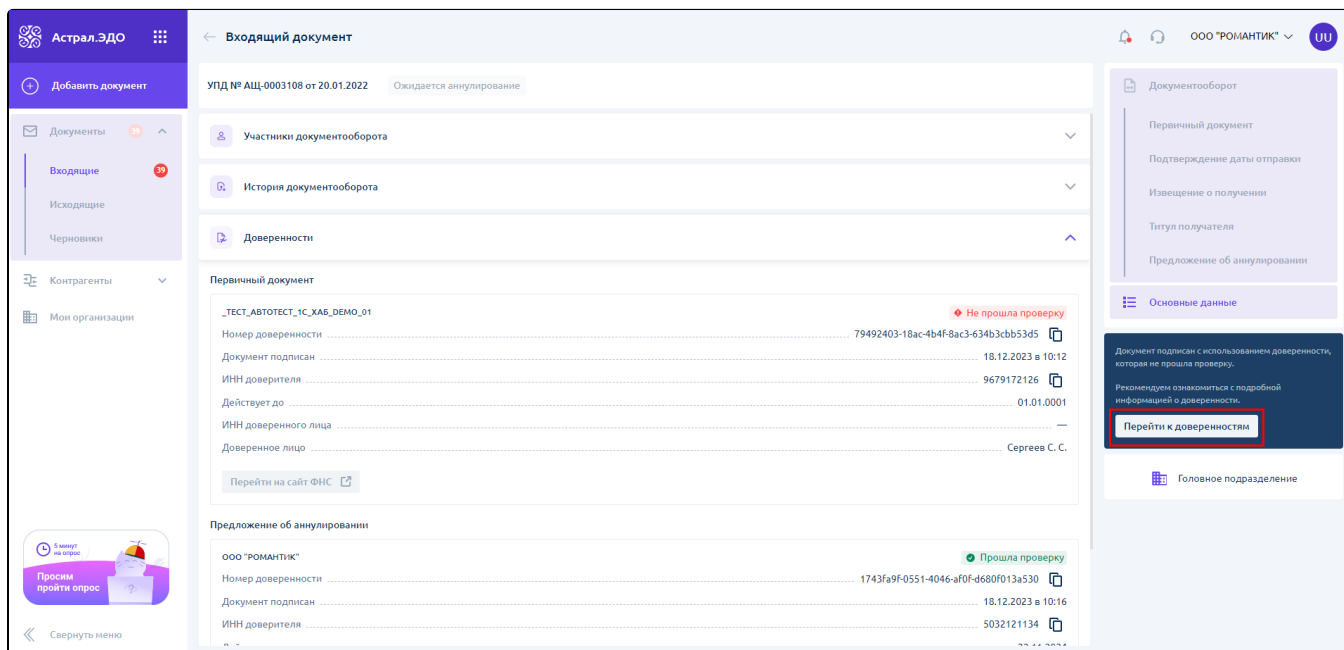 Астрал.ЭДО
Входящий документ
ООО "РОМАНТИК"
UU
Добавить документ
Документы 39
Входящие 39
Исходящие
Черновики
Контрагенты
Мои организации
5 минут
на опрос
Просим
пройти опрос
Свернуть меню
УПД № АЩ-0003108 от 20.01.2022 Ожидается аннулирование
Участники документооборота
История документооборота
Доверенности
Первичный документ
_ТЕСТ_АВТОТЕСТ_1С_ХАБ_DEMO_01 Не прошла проверку
Номер доверенности 79492403-18ac-4b4f-8ac3-634b3cbb53d5
Документ подписан 18.12.2023 в 10:12
ИНН доверителя 9679172126
Действует до 01.01.0001
ИНН доверенного лица —
Доверенное лицо Сергеев С. С.
Перейти на сайт ФНС
Предложение об аннулировании
ООО "РОМАНТИК" Прошла проверку
Номер доверенности 1743fa9f-0551-4046-af0f-d680f013a530
Документ подписан 18.12.2023 в 10:16
ИНН доверителя 5032121134
Документооборот
Первичный документ
Подтверждение даты отправки
Извещение о получении
Титул получателя
Предложение об аннулировании
Основные данные
Документ подписан с использованием доверенности,
которая не прошла проверку.
Рекомендуем ознакомиться с подробной
информацией о доверенности.
Перейти к доверенностям
Головное подразделение